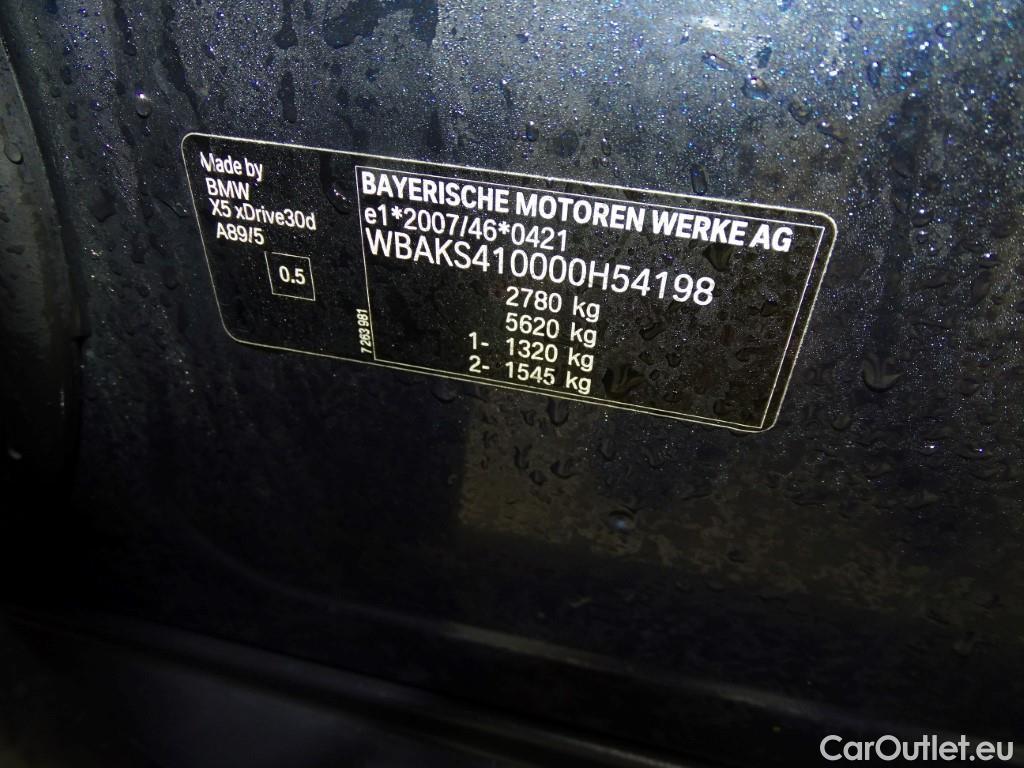 Made by
BMW
X5 xDrive30d
A89/5
0.5
7 263 981
BAYERISCHE MOTOREN WERKE AG
e1*2007/46*0421
WBAKS410000H54198
2780 kg
5620 kg
1- 1320 kg
2- 1545 kg
CarOutlet.eu